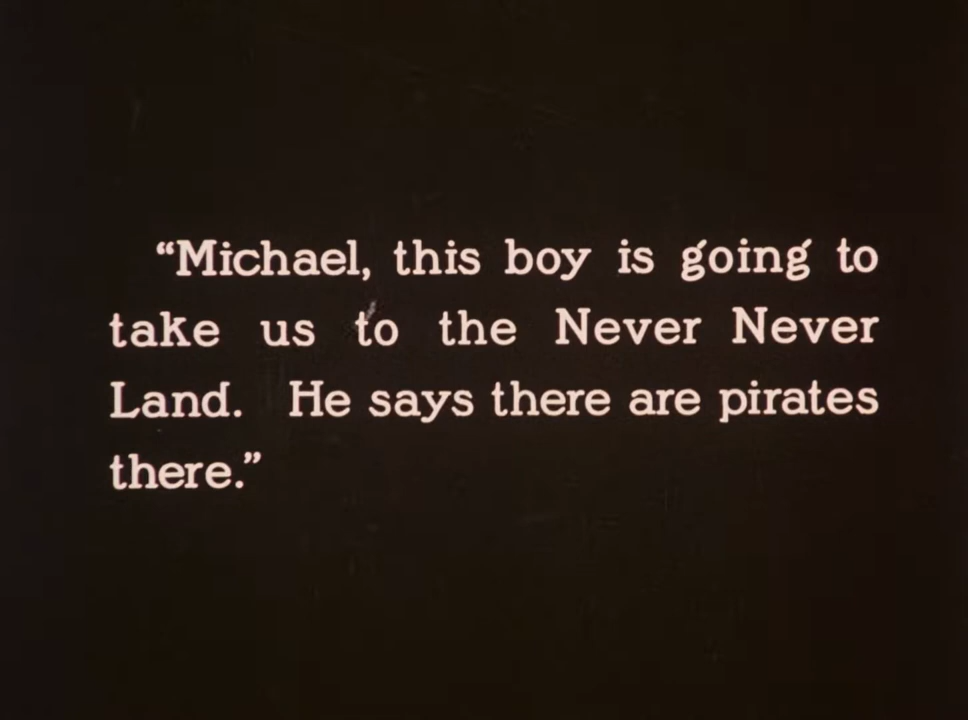 “Michael, this boy is going to
take us to the Never Never
Land. He says there are pirates
there.”